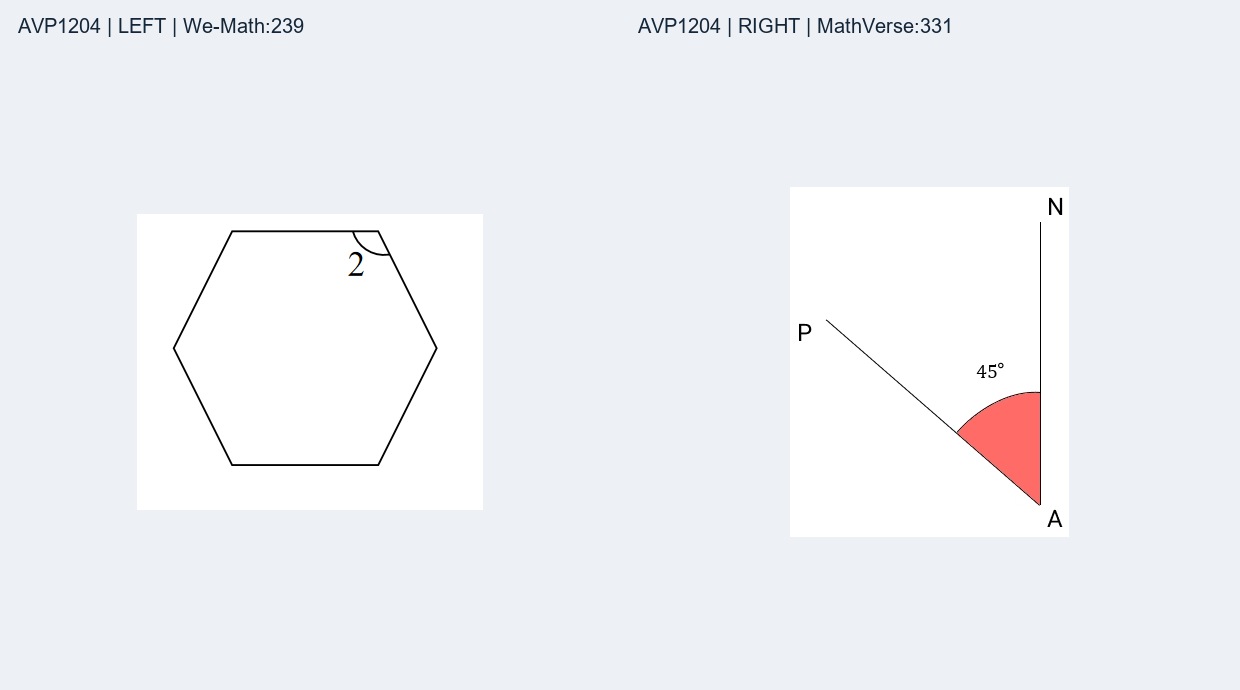 AVP1204 | LEFT | We-Math:239
AVP1204 | RIGHT | MathVerse:331
2
N
P
45°
A